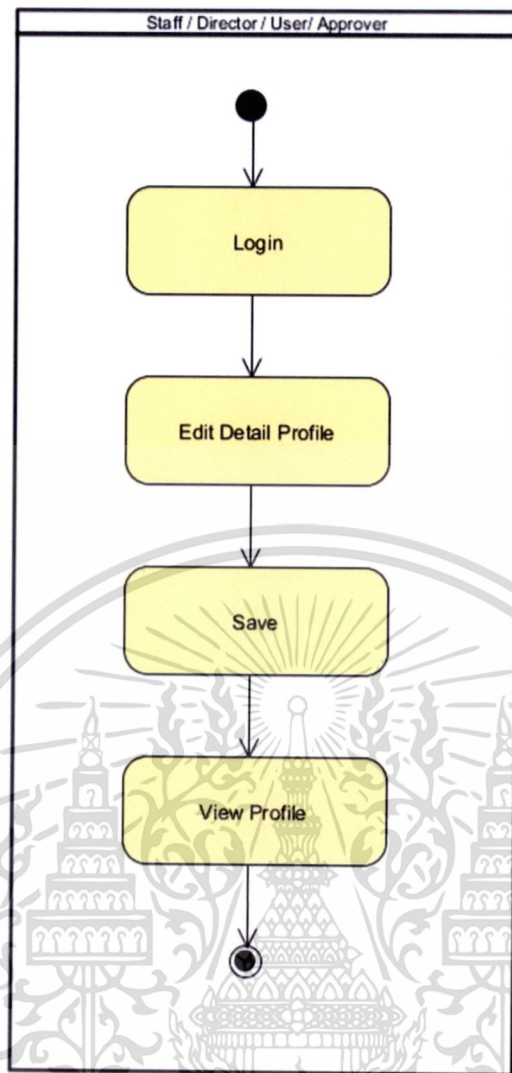 Staff / Director / User/ Approver
Login
Edit Detail Profile
Save
View Profile